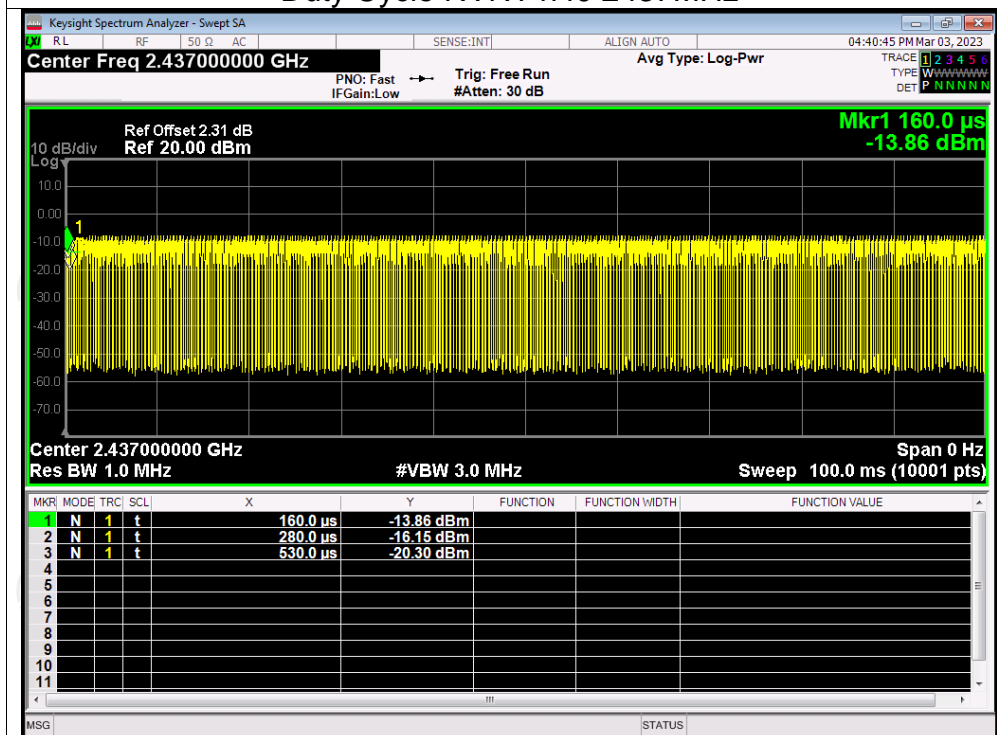 Keysight Spectrum Analyzer - Swept SA
LXI RL RF 50 Ω AC SENSE:INT ALIGN AUTO 04:40:45 PM Mar 03, 2023
Center Freq 2.437000000 GHz
PNO: Fast
IFGain:Low
Trig: Free Run
#Atten: 30 dB
Avg Type: Log-Pwr
TRACE 1 2 3 4 5 6
TYPE WWWWWW
DET P N N N N N
Mkr1 160.0 µs
-13.86 dBm
Ref Offset 2.31 dB
10 dB/div Ref 20.00 dBm
Log
10.0
0.00
1
-10.0
-20.0
-30.0
-40.0
-50.0
-60.0
-70.0
Center 2.437000000 GHz Span 0 Hz
Res BW 1.0 MHz #VBW 3.0 MHz Sweep 100.0 ms (10001 pts)
MKR MODE TRC SCL X Y FUNCTION FUNCTION WIDTH FUNCTION VALUE
1 N 1 t 160.0 µs -13.86 dBm
2 N 1 t 280.0 µs -16.15 dBm
3 N 1 t 530.0 µs -20.30 dBm
4
5
6
7
8
9
10
11
MSG STATUS